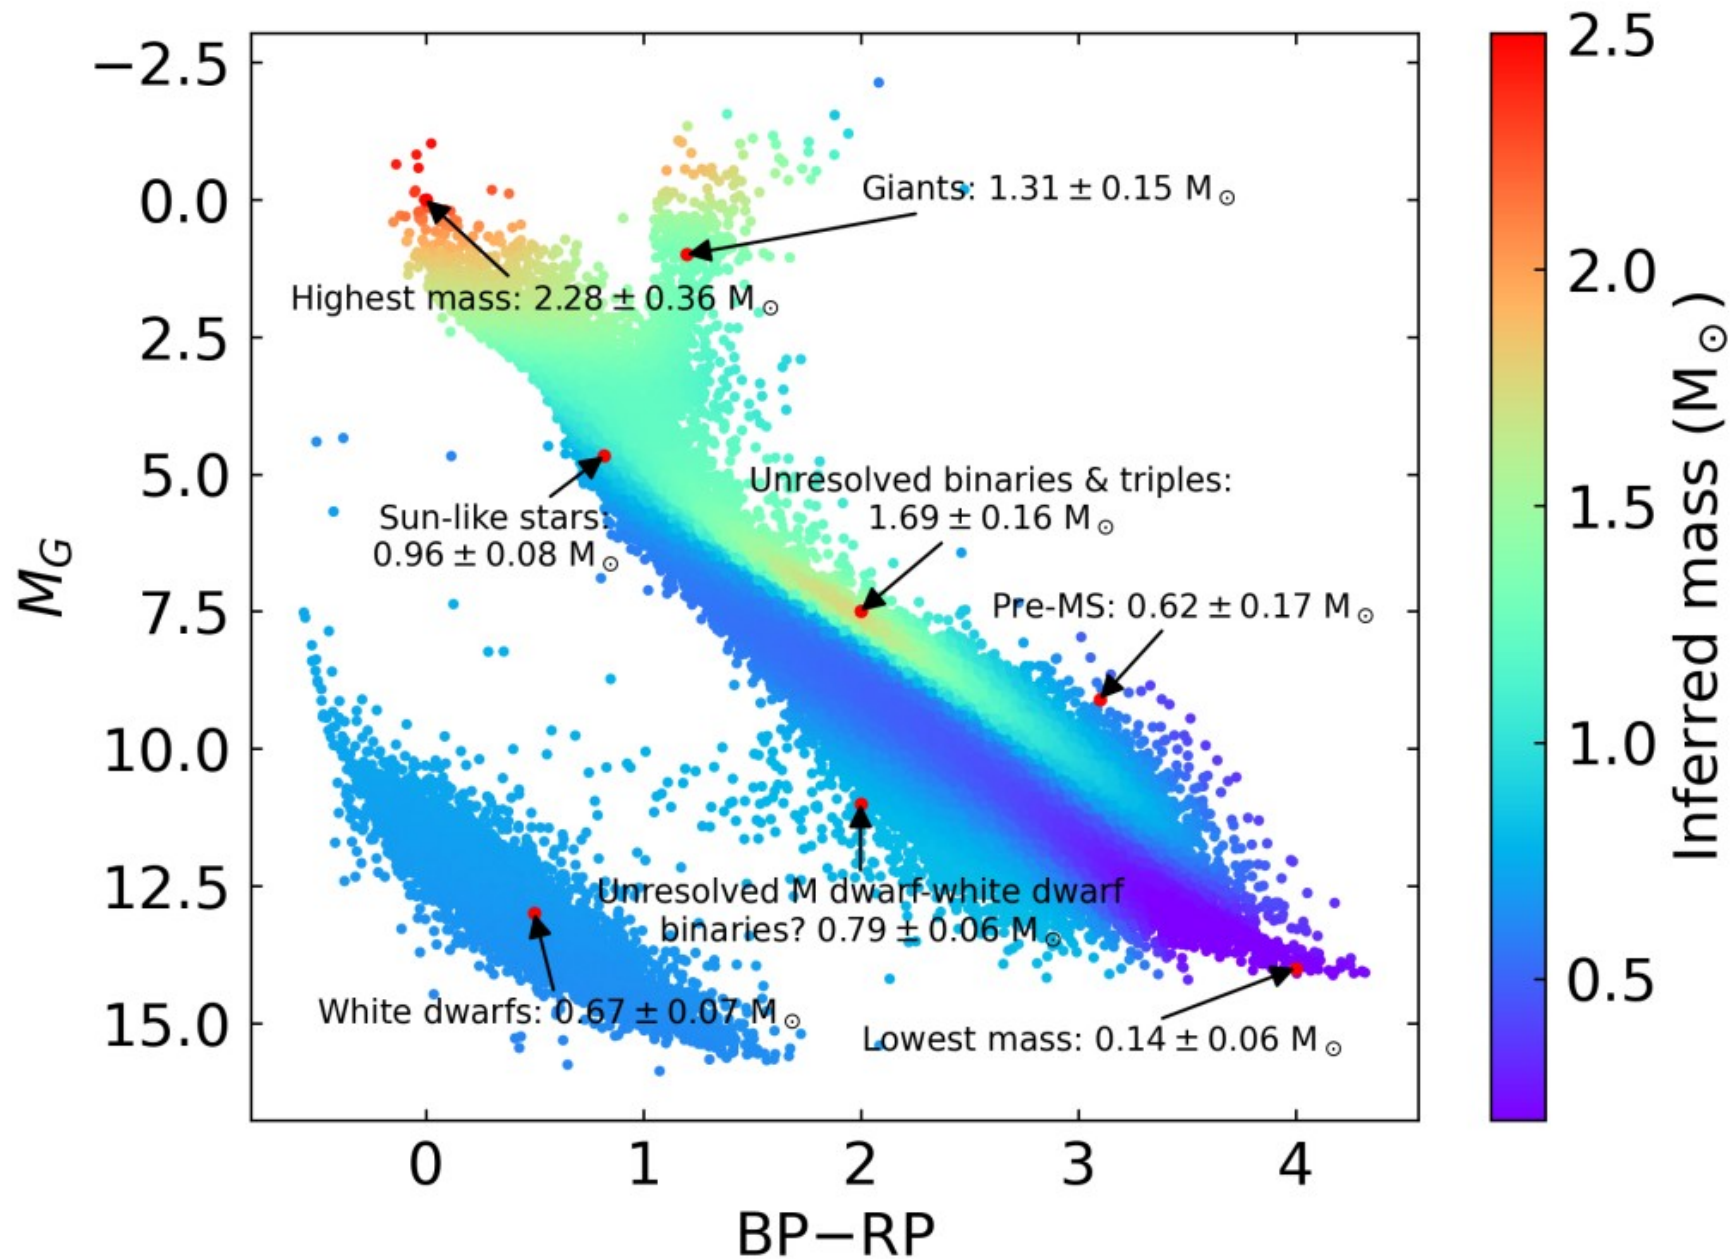 −2.5
0.0
2.5
5.0
7.5
10.0
12.5
15.0
M_G
0 1 2 3 4
BP−RP
Giants: 1.31 ± 0.15 M⊙
Highest mass: 2.28 ± 0.36 M⊙
Unresolved binaries & triples:
1.69 ± 0.16 M⊙
Sun-like stars:
0.96 ± 0.08 M⊙
Pre-MS: 0.62 ± 0.17 M⊙
Unresolved M dwarf-white dwarf
binaries? 0.79 ± 0.06 M⊙
White dwarfs: 0.67 ± 0.07 M⊙
Lowest mass: 0.14 ± 0.06 M⊙
2.5
2.0
1.5
1.0
0.5
Inferred mass (M⊙)